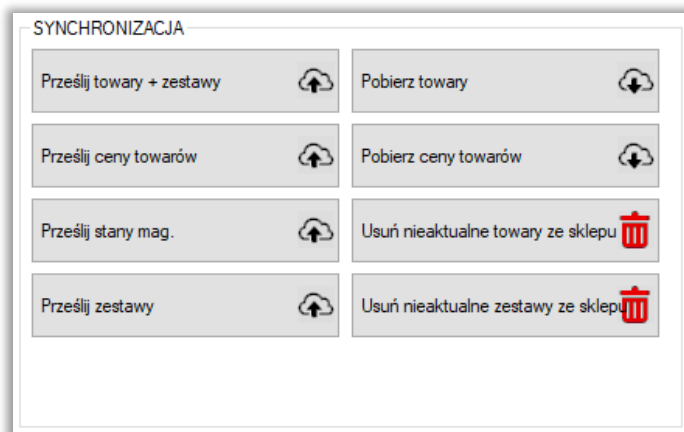 SYNCHRONIZACJA
Prześlij towary + zestawy
Pobierz towary
Prześlij ceny towarów
Pobierz ceny towarów
Prześlij stany mag.
Usuń nieaktualne towary ze sklepu
Prześlij zestawy
Usuń nieaktualne zestawy ze sklepu